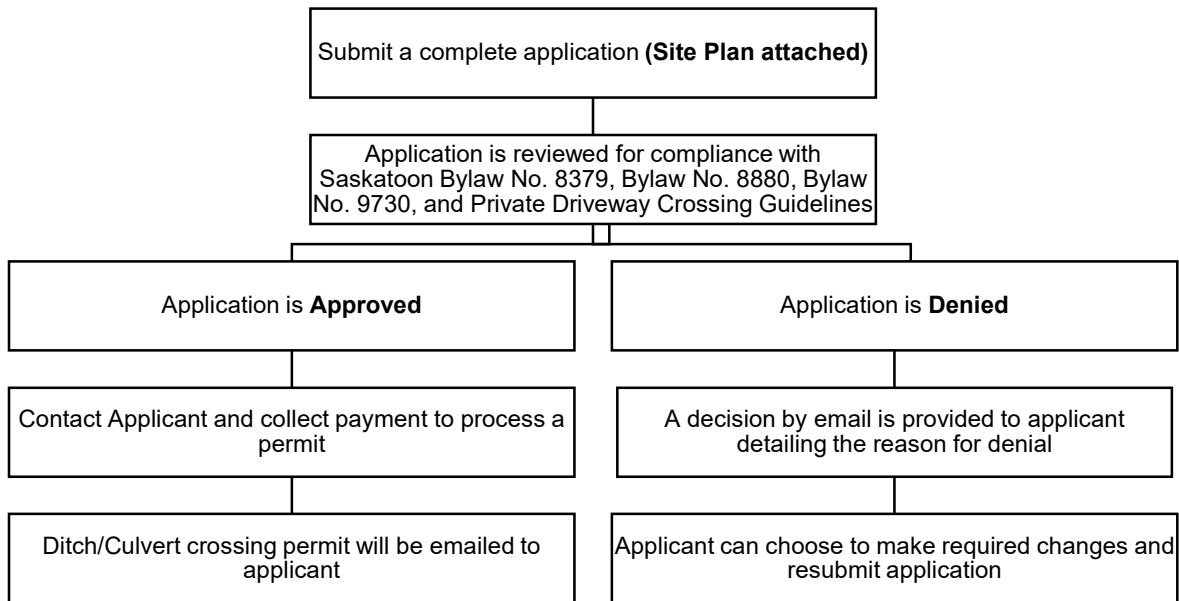 Submit a complete application (Site Plan attached)
Application is reviewed for compliance with
Saskatoon Bylaw No. 8379, Bylaw No. 8880, Bylaw
No. 9730, and Private Driveway Crossing Guidelines
Application is Approved
Application is Denied
Contact Applicant and collect payment to process a
permit
A decision by email is provided to applicant
detailing the reason for denial
Ditch/Culvert crossing permit will be emailed to
applicant
Applicant can choose to make required changes and
resubmit application